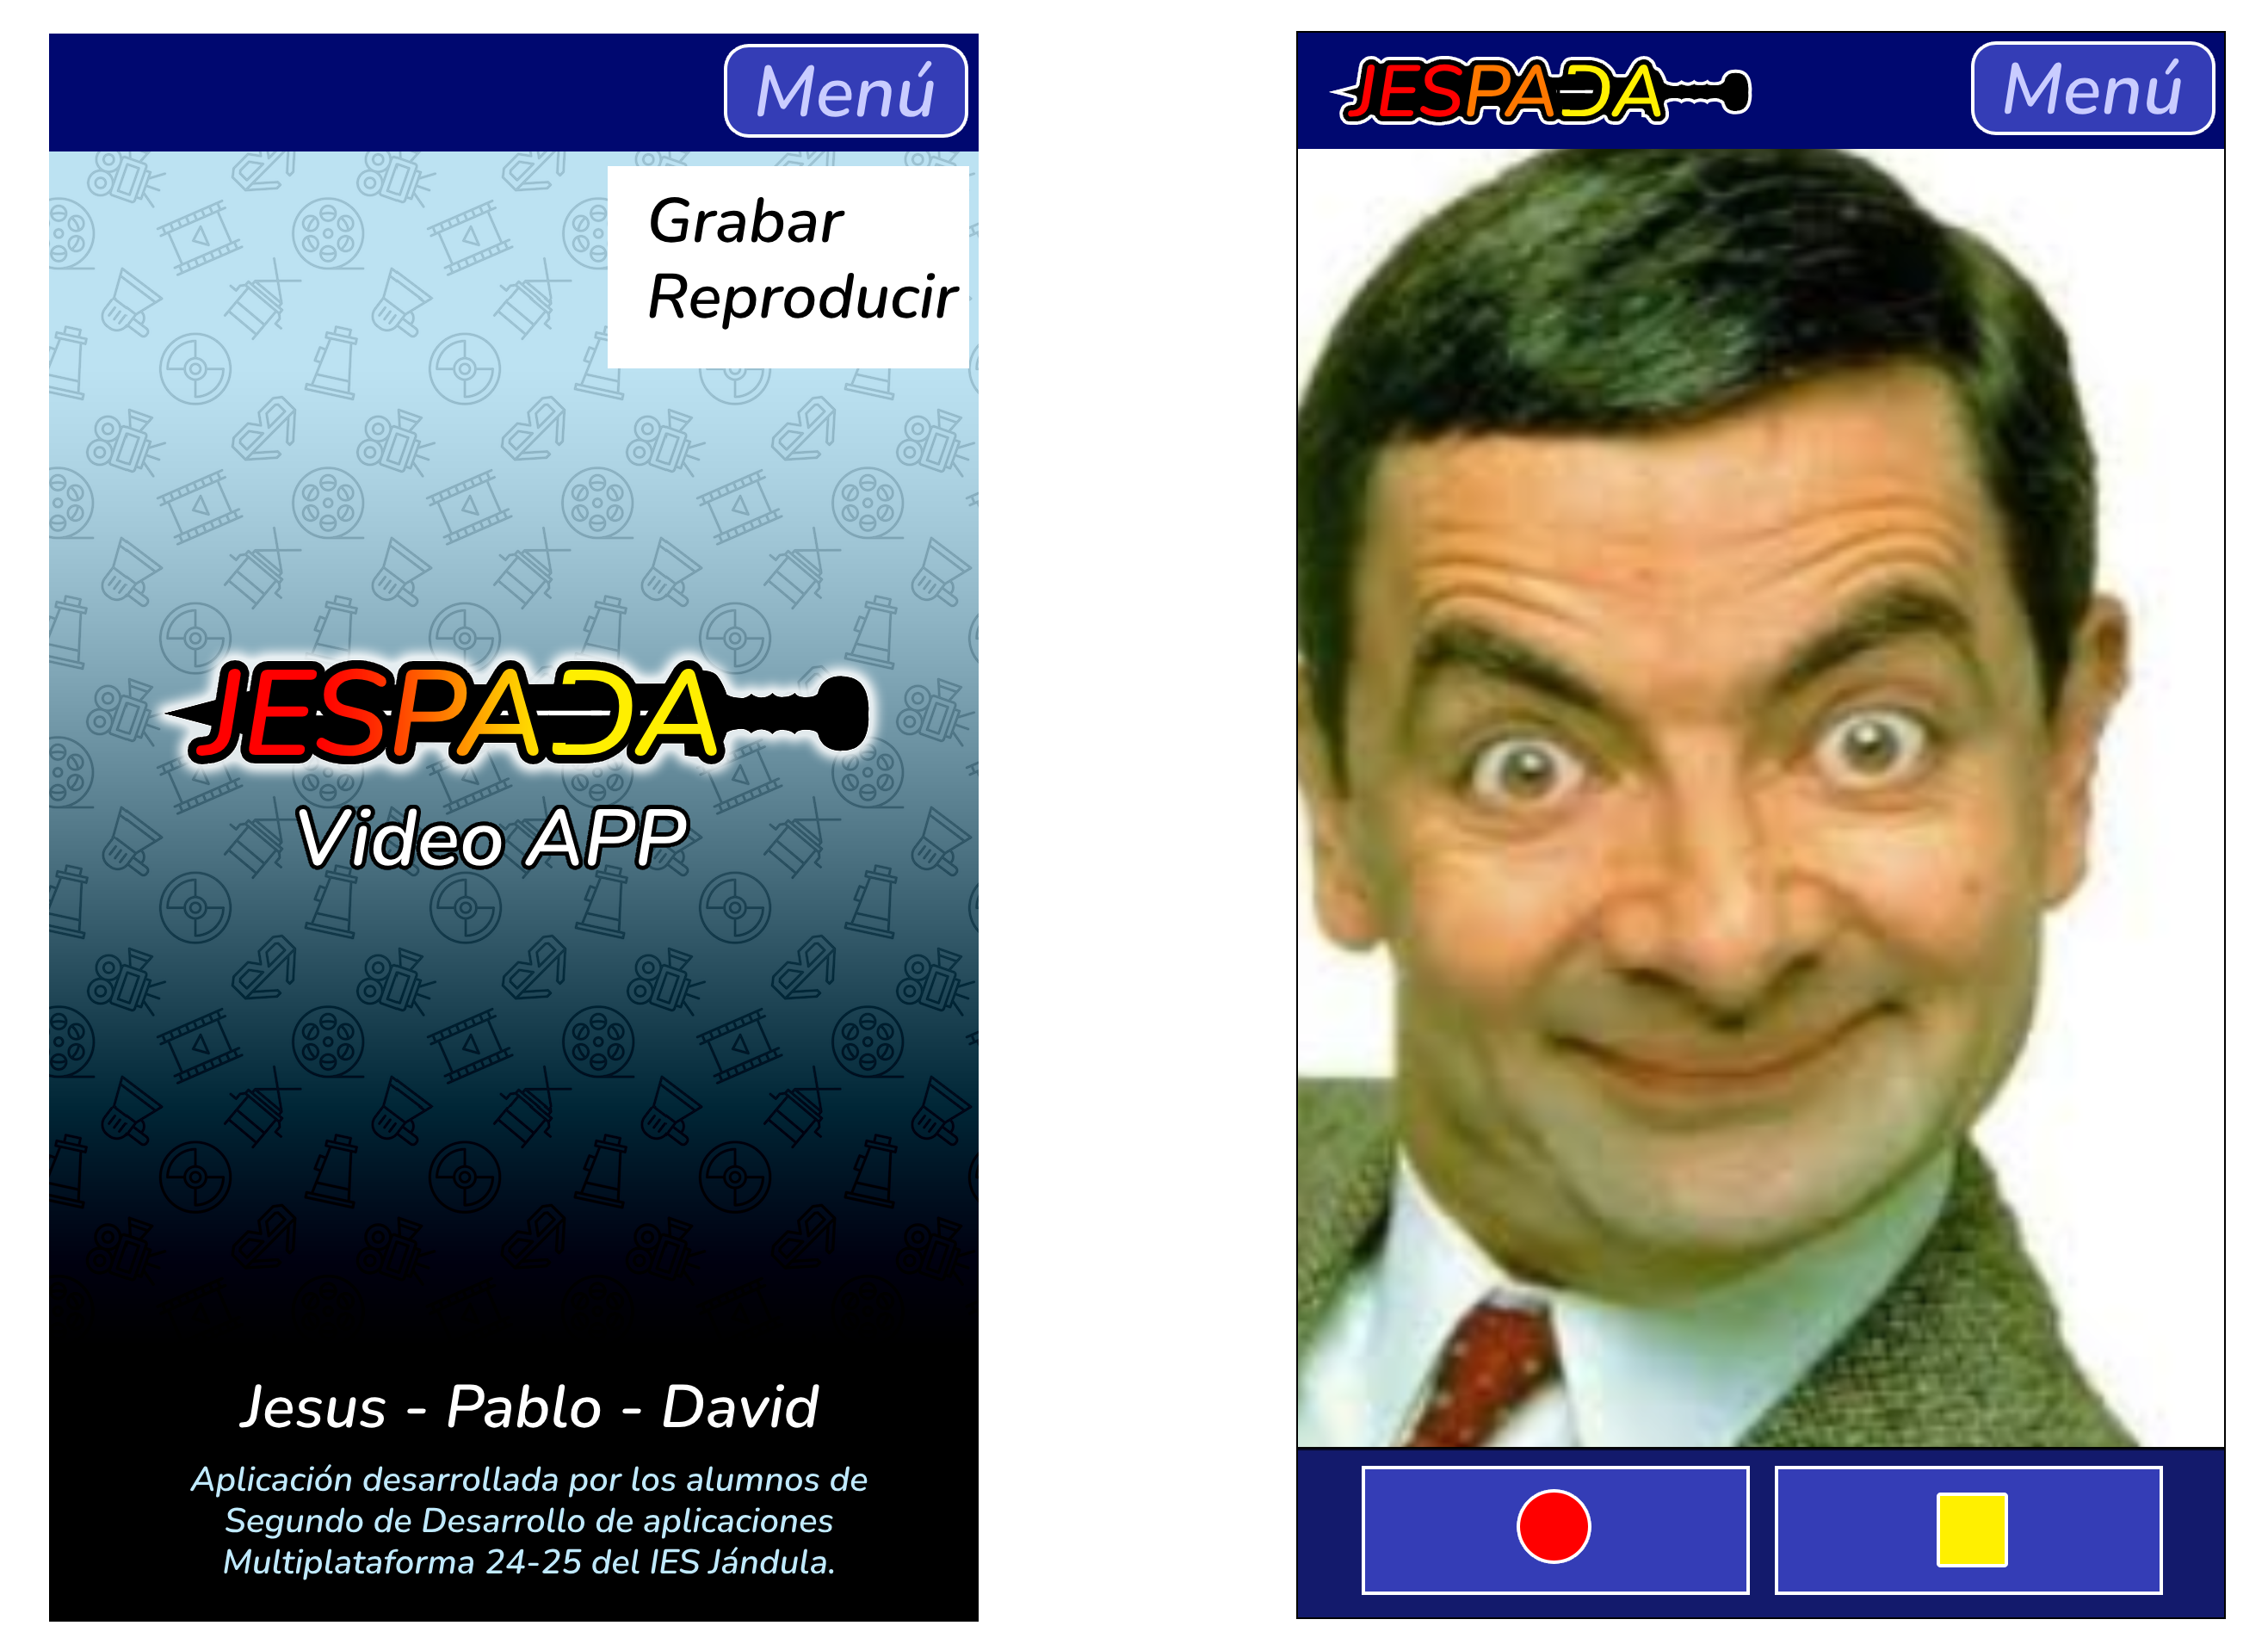 Menú
Grabar
Reproducir
JESPADA
Video APP
Jesus - Pablo - David
Aplicación desarrollada por los alumnos de
Segundo de Desarrollo de aplicaciones
Multiplataforma 24-25 del IES Jándula.
JESPADA
Menú